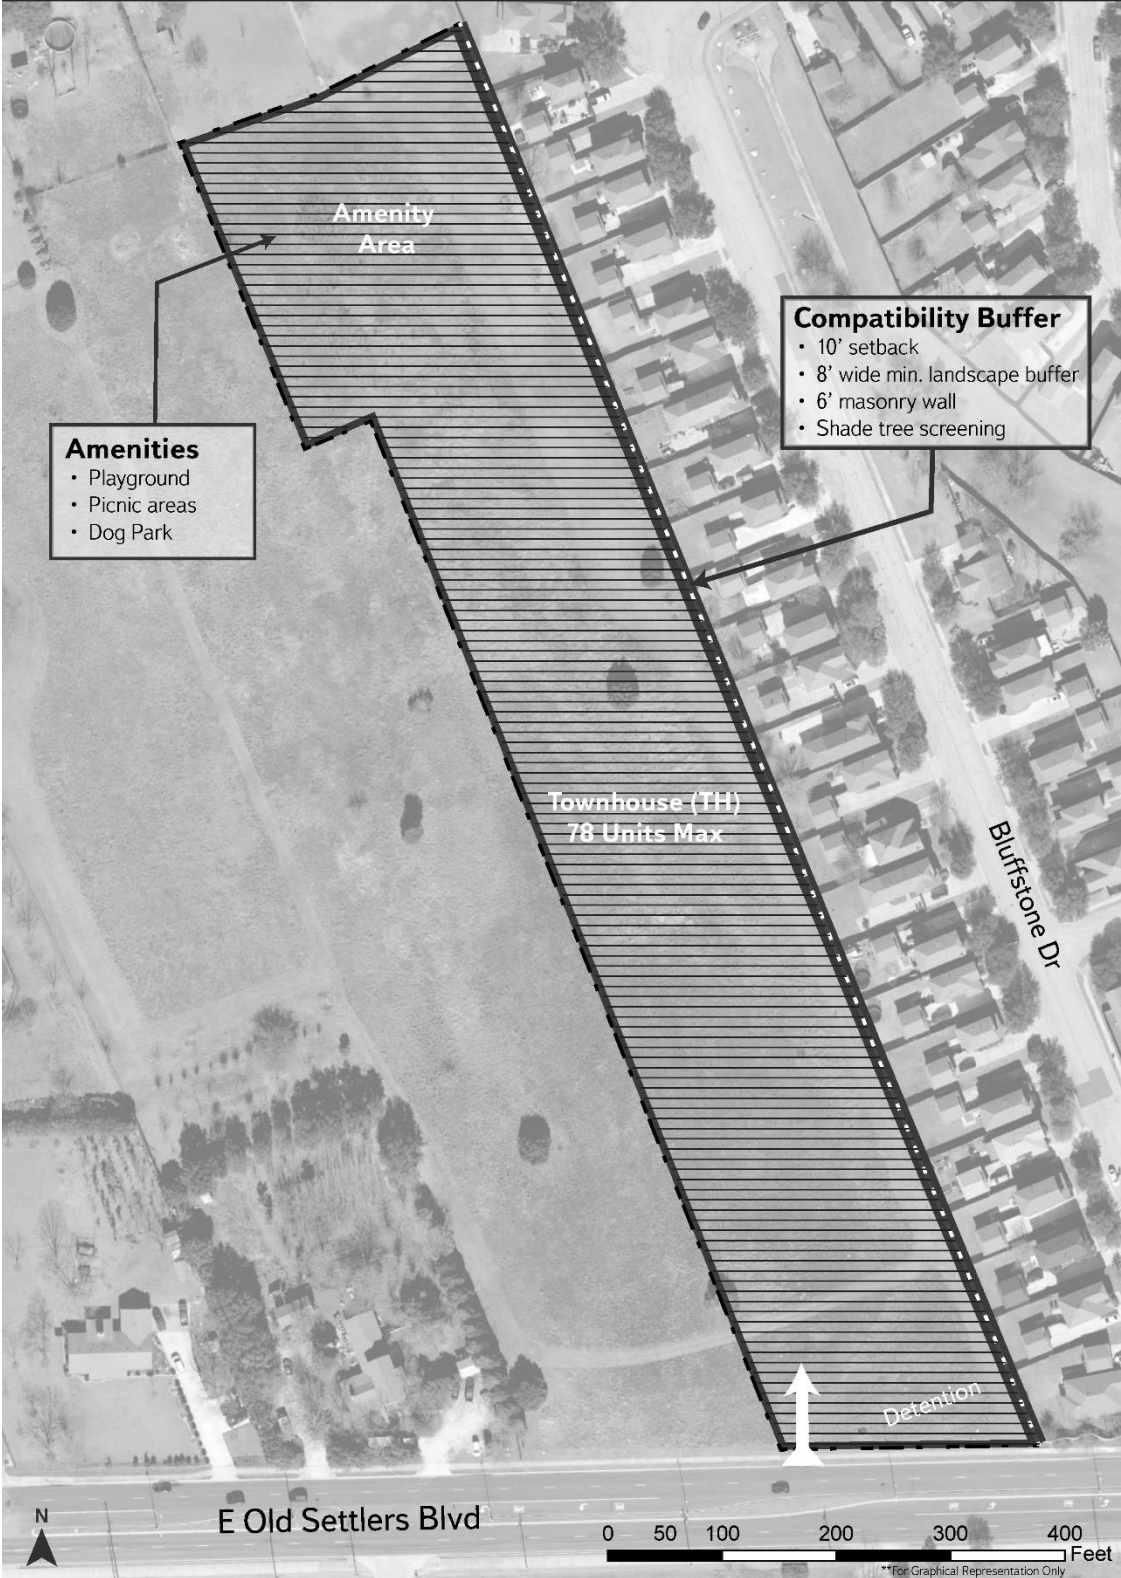 Amenity
Area
Compatibility Buffer
• 10' setback
• 8' wide min. landscape buffer
• 6' masonry wall
• Shade tree screening
Amenities
• Playground
• Picnic areas
• Dog Park
Townhouse (TH)
78 Units Max
Bluffstone Dr
Detention
E Old Settlers Blvd
N
0 50 100 200 300 400
Feet
**For Graphical Representation Only